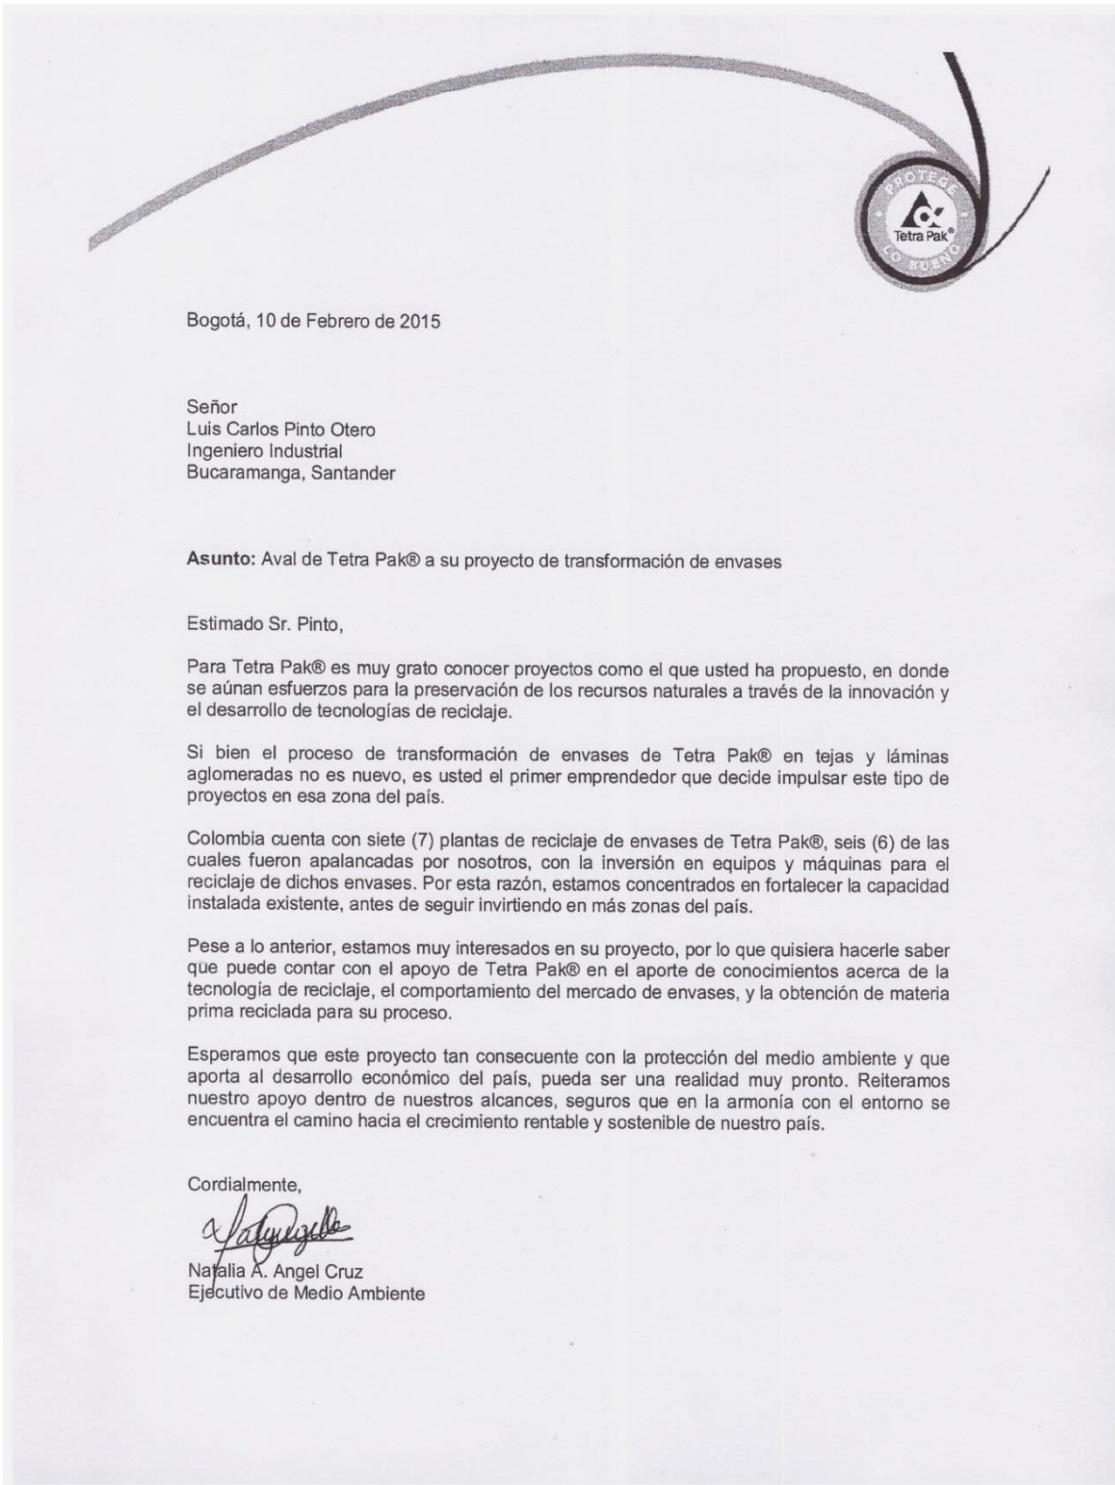 PROTEGE
Tetra Pak®
LO BUENO
Bogotá, 10 de Febrero de 2015
Señor
Luis Carlos Pinto Otero
Ingeniero Industrial
Bucaramanga, Santander
Asunto: Aval de Tetra Pak® a su proyecto de transformación de envases
Estimado Sr. Pinto,
Para Tetra Pak® es muy grato conocer proyectos como el que usted ha propuesto, en donde
se aúnan esfuerzos para la preservación de los recursos naturales a través de la innovación y
el desarrollo de tecnologías de reciclaje.
Si bien el proceso de transformación de envases de Tetra Pak® en tejas y láminas
aglomeradas no es nuevo, es usted el primer emprendedor que decide impulsar este tipo de
proyectos en esa zona del país.
Colombia cuenta con siete (7) plantas de reciclaje de envases de Tetra Pak®, seis (6) de las
cuales fueron apalancadas por nosotros, con la inversión en equipos y máquinas para el
reciclaje de dichos envases. Por esta razón, estamos concentrados en fortalecer la capacidad
instalada existente, antes de seguir invirtiendo en más zonas del país.
Pese a lo anterior, estamos muy interesados en su proyecto, por lo que quisiera hacerle saber
que puede contar con el apoyo de Tetra Pak® en el aporte de conocimientos acerca de la
tecnología de reciclaje, el comportamiento del mercado de envases, y la obtención de materia
prima reciclada para su proceso.
Esperamos que este proyecto tan consecuente con la protección del medio ambiente y que
aporta al desarrollo económico del país, pueda ser una realidad muy pronto. Reiteramos
nuestro apoyo dentro de nuestros alcances, seguros que en la armonía con el entorno se
encuentra el camino hacia el crecimiento rentable y sostenible de nuestro país.
Cordialmente,
Natalia A. Angel Cruz
Ejecutivo de Medio Ambiente